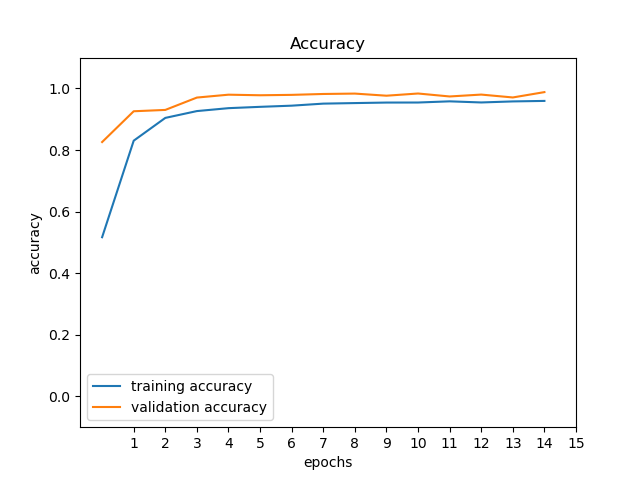 Accuracy
accuracy
1.0
0.8
0.6
0.4
0.2
0.0
training accuracy
validation accuracy
1 2 3 4 5 6 7 8 9 10 11 12 13 14 15
epochs